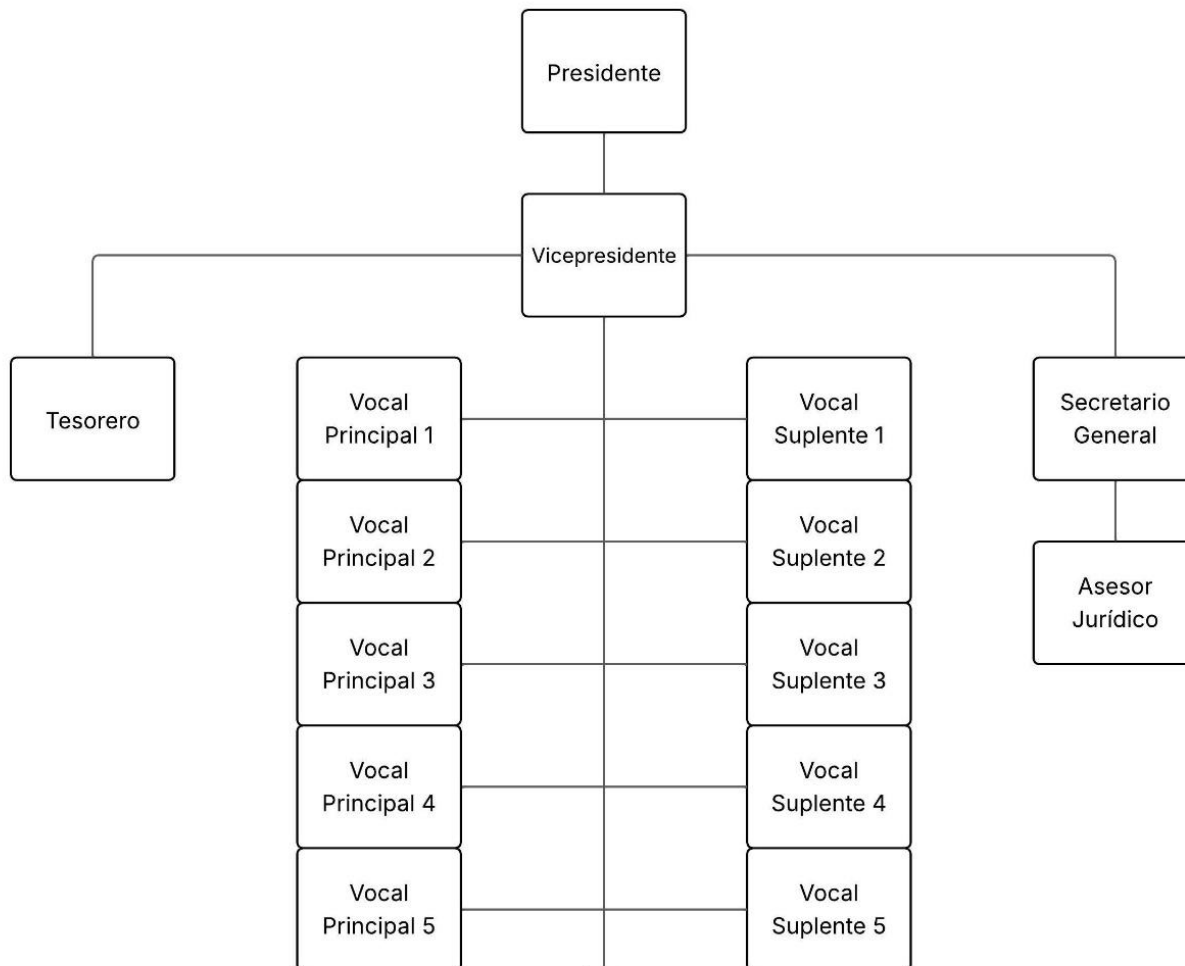 Presidente
Vicepresidente
Tesorero
Vocal
Principal 1
Vocal
Suplente 1
Secretario
General
Vocal
Principal 2
Vocal
Suplente 2
Asesor
Jurídico
Vocal
Principal 3
Vocal
Suplente 3
Vocal
Principal 4
Vocal
Suplente 4
Vocal
Principal 5
Vocal
Suplente 5